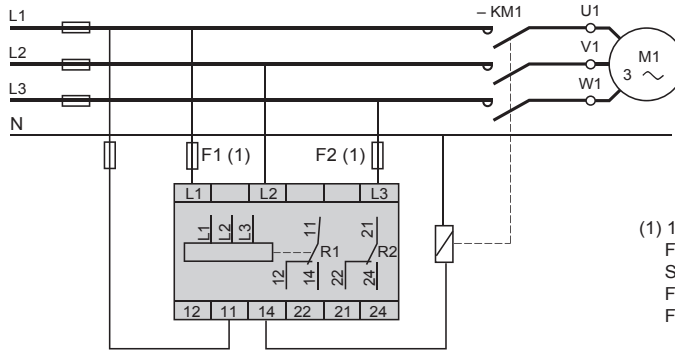 L1
– KM1
U1
L2
V1
M1
3
L3
W1
N
F1 (1)
F2 (1)
L1 L2 L3
L1 L2 L3
11
21
R1
R2
12 14
22 24
12 11 14 22 21 24
(1) 1
F
S
F
F